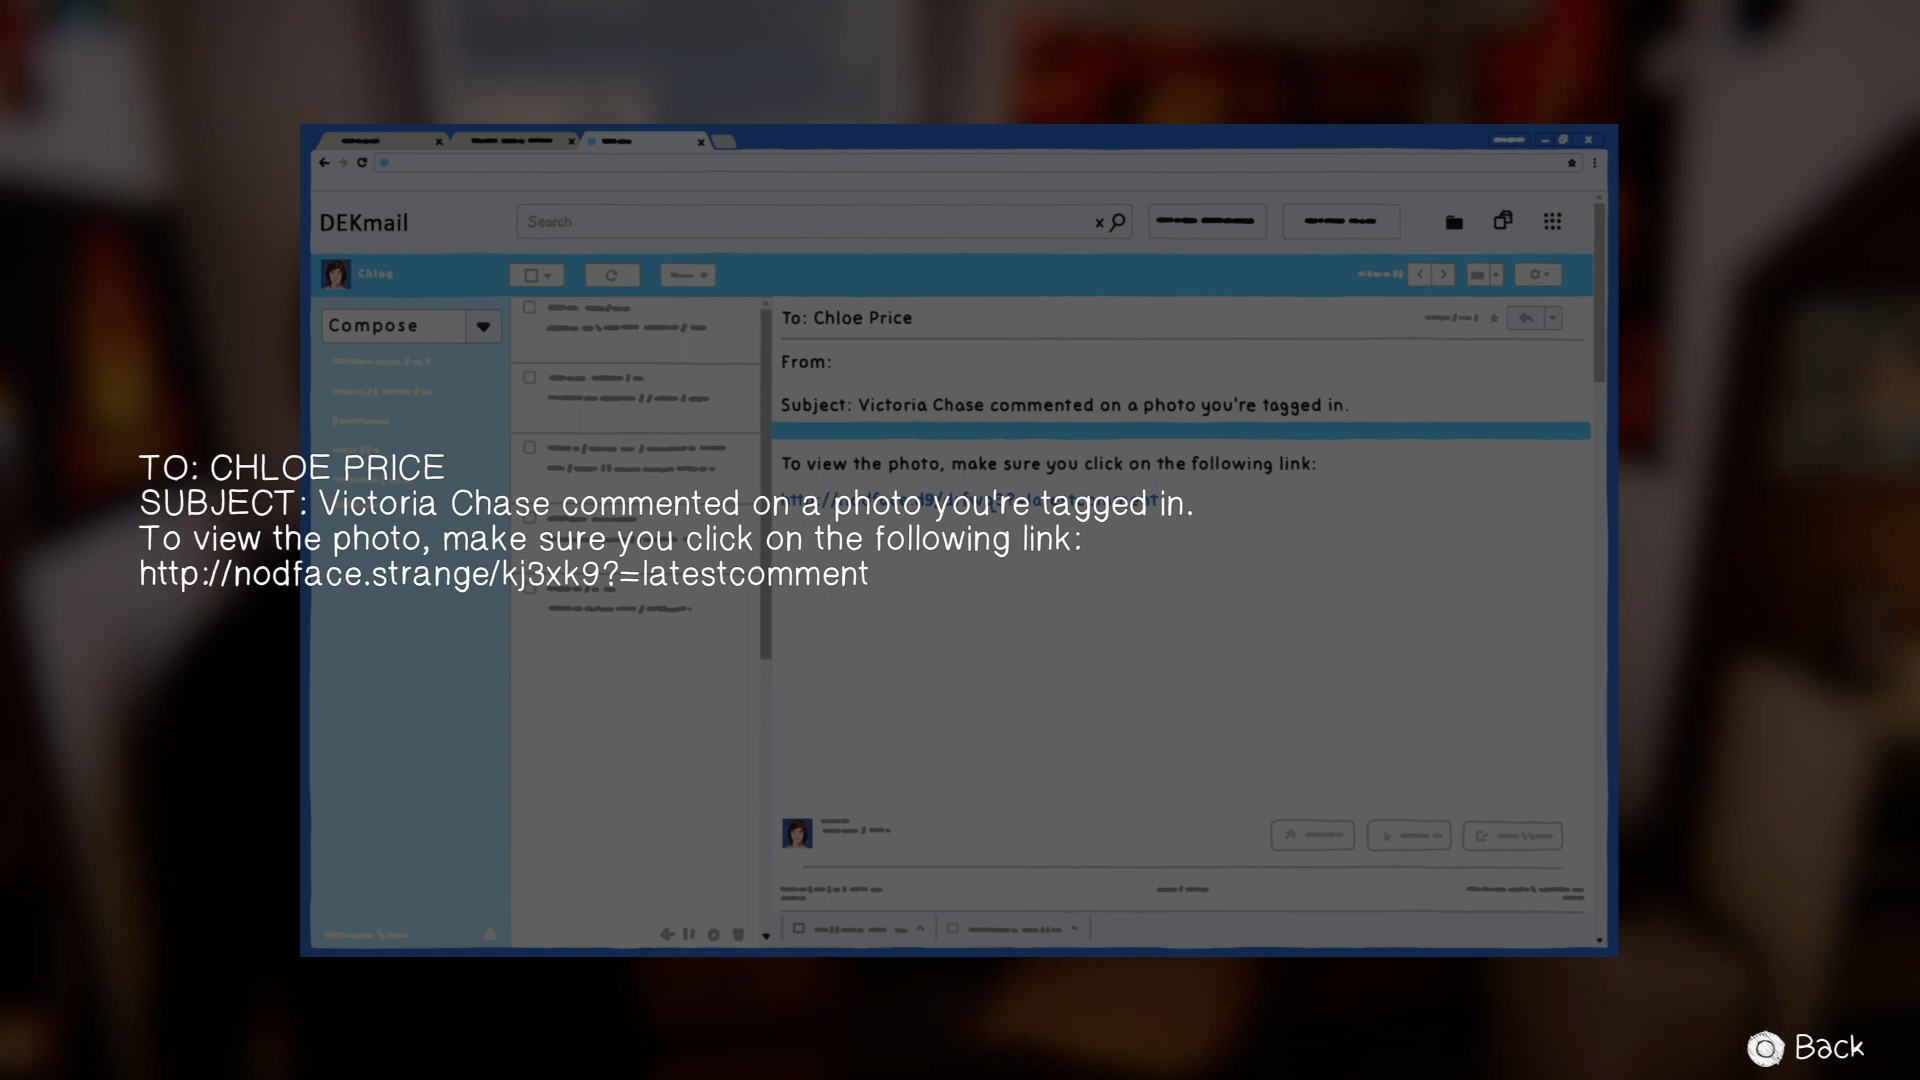 DEKmail
Search
Chloe
Compose
To: Chloe Price
From:
Subject: Victoria Chase commented on a photo you're tagged in.
To view the photo, make sure you click on the following link:
TO: CHLOE PRICE
SUBJECT: Victoria Chase commented on a photo you're tagged in.
To view the photo, make sure you click on the following link:
http://nodface.strange/kj3xk9?=latestcomment
Back